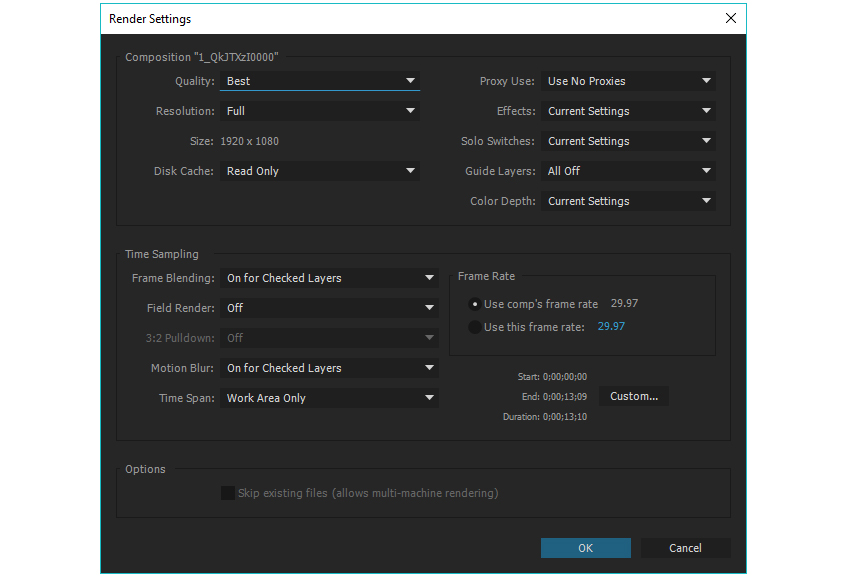 Render Settings
Composition "1_QkJTXzI0000"
Quality: Best
Proxy Use: Use No Proxies
Resolution: Full
Effects: Current Settings
Size: 1920 x 1080
Solo Switches: Current Settings
Disk Cache: Read Only
Guide Layers: All Off
Color Depth: Current Settings
Time Sampling
Frame Blending: On for Checked Layers
Field Render: Off
3:2 Pulldown: Off
Motion Blur: On for Checked Layers
Time Span: Work Area Only
Frame Rate
Use comp's frame rate 29.97
Use this frame rate: 29.97
Start: 0;00;00;00
End: 0;00;13;09
Duration: 0;00;13;10
Custom...
Options
Skip existing files (allows multi-machine rendering)
OK
Cancel